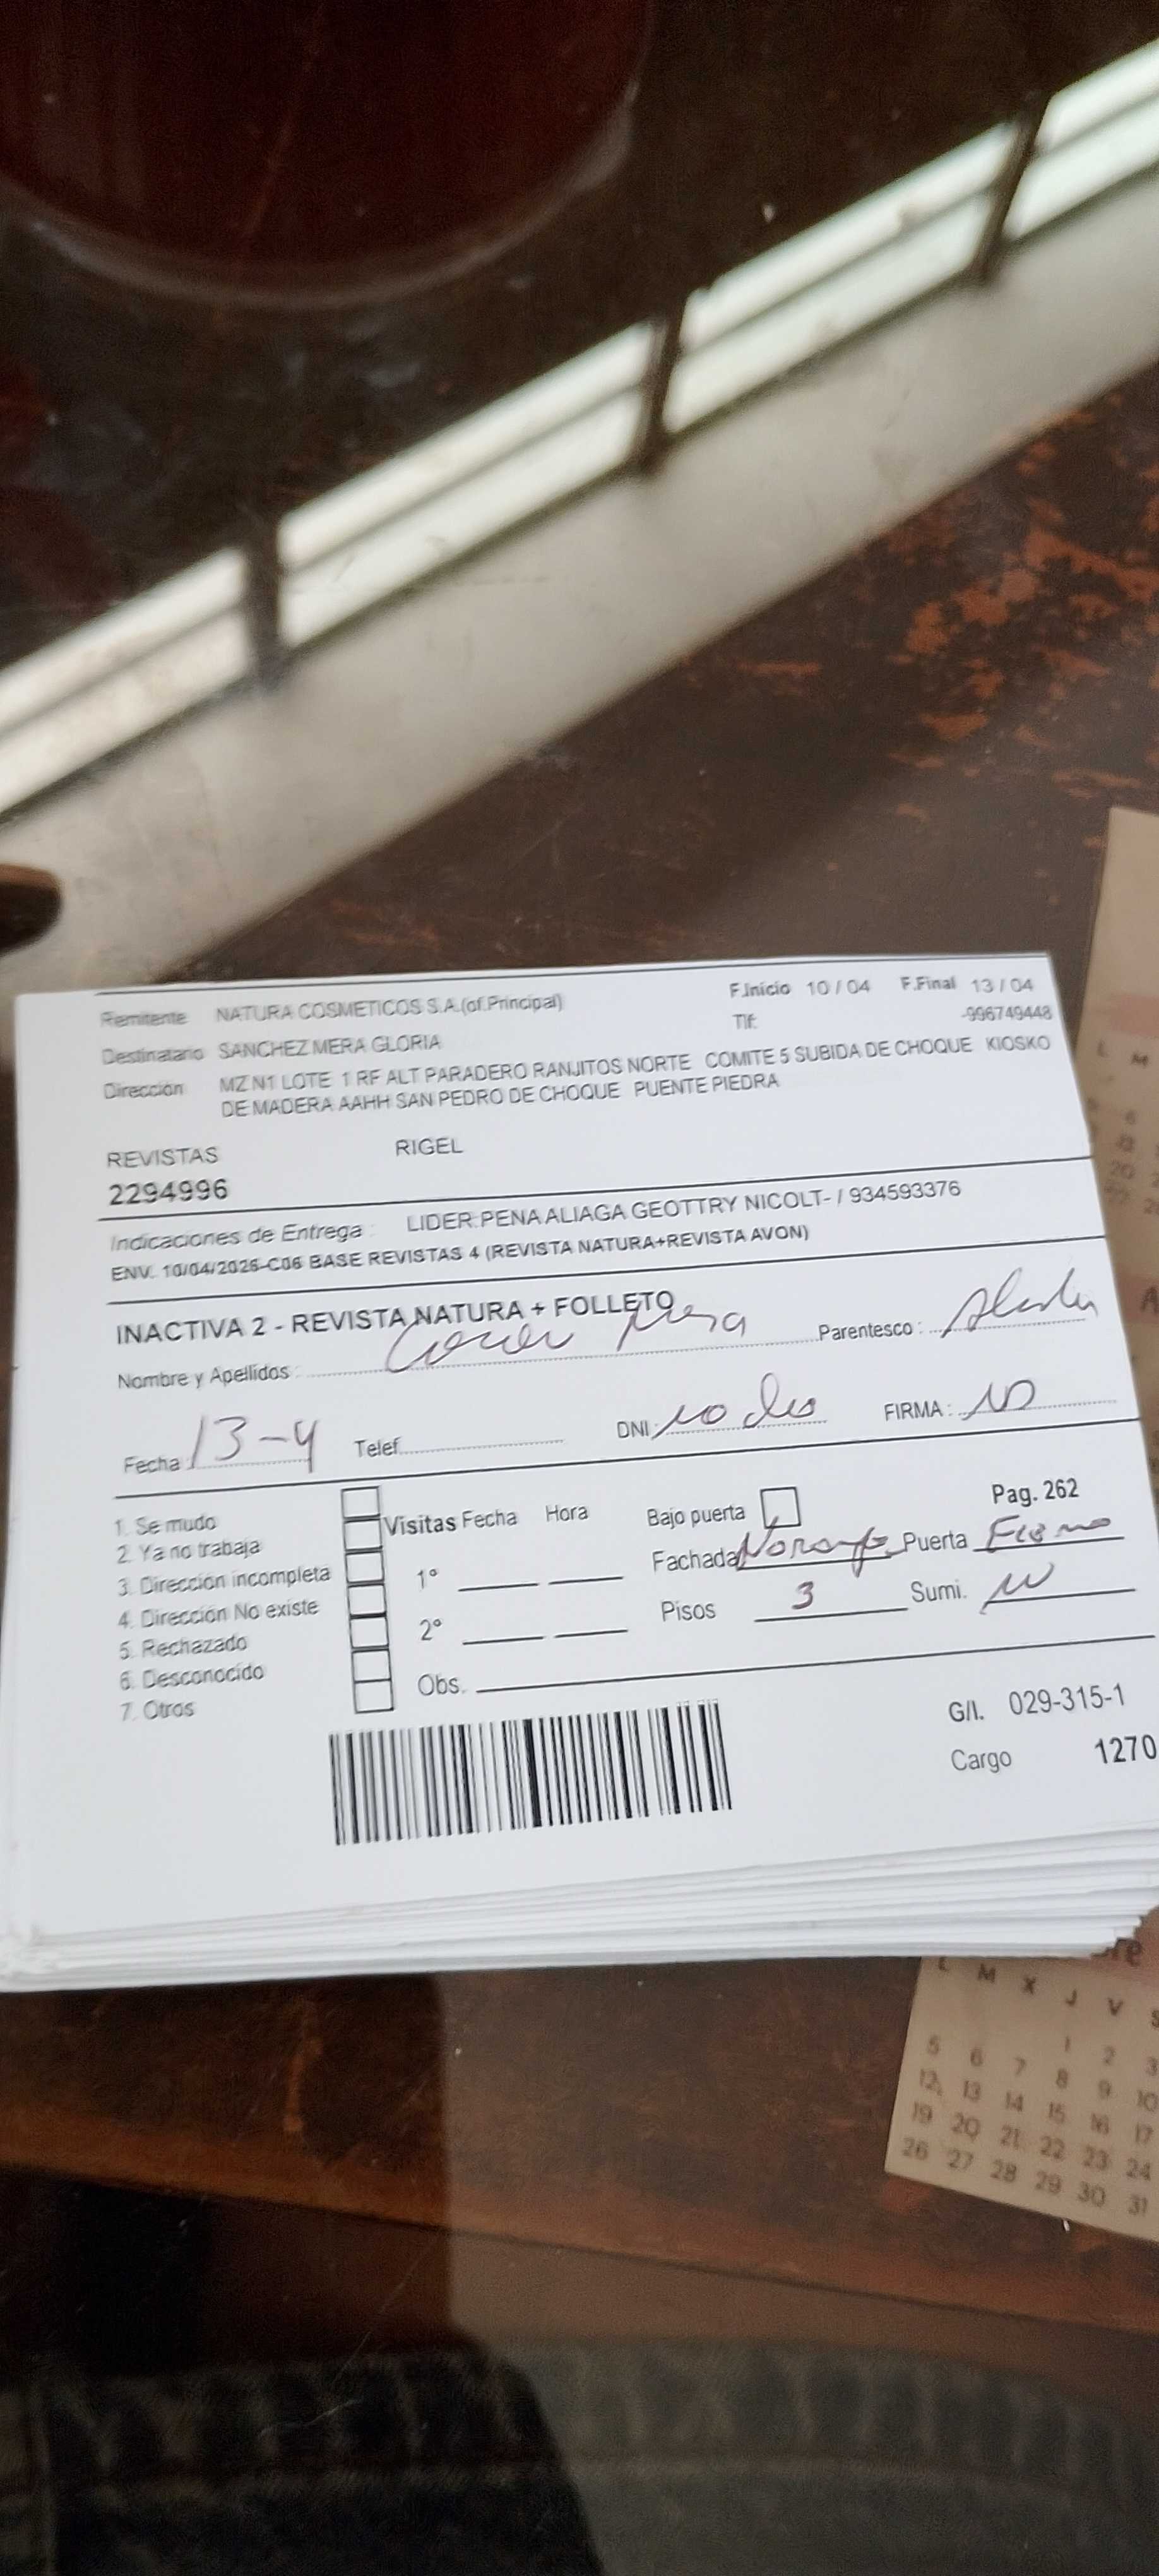 Remitente NATURA COSMETICOS S.A.(of.Principal) F.Inicio 10 / 04 F.Final 13 / 04
Tlf: -996749448
Destinatario SANCHEZ MERA GLORIA
Dirección MZ N1 LOTE 1 RF ALT PARADERO RANJITOS NORTE COMITE 5 SUBIDA DE CHOQUE KIOSKO
DE MADERA AAHH SAN PEDRO DE CHOQUE PUENTE PIEDRA
REVISTAS RIGEL
2294996
Indicaciones de Entrega : LIDER:PENA ALIAGA GEOTTRY NICOLT- / 934593376
ENV. 10/04/2026-C06 BASE REVISTAS 4 (REVISTA NATURA+REVISTA AVON)
INACTIVA 2 - REVISTA NATURA + FOLLETO
Nombre y Apellidos : Parentesco :
Fecha : 13-4 Telef. DNI: no dio FIRMA :
1. Se mudo
2. Ya no trabaja
3. Dirección incompleta
4. Dirección No existe
5. Rechazado
6. Desconocido
7. Otros
Visitas Fecha Hora
1°
2°
Obs.
Bajo puerta Pag. 262
Fachada Naranja Puerta Fierro
Pisos 3 Sumi.
G/I. 029-315-1
Cargo 1270
L M X J V S
1 2 3
5 6 7 8 9 10
12 13 14 15 16 17
19 20 21 22 23 24
26 27 28 29 30 31